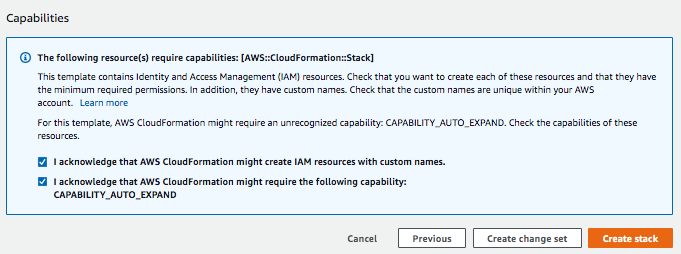 Capabilities
The following resource(s) require capabilities: [AWS::CloudFormation::Stack]
This template contains Identity and Access Management (IAM) resources. Check that you want to create each of these resources and that they have
the minimum required permissions. In addition, they have custom names. Check that the custom names are unique within your AWS
account. Learn more
For this template, AWS CloudFormation might require an unrecognized capability: CAPABILITY_AUTO_EXPAND. Check the capabilities of these
resources.
I acknowledge that AWS CloudFormation might create IAM resources with custom names.
I acknowledge that AWS CloudFormation might require the following capability:
CAPABILITY_AUTO_EXPAND
Cancel Previous Create change set Create stack